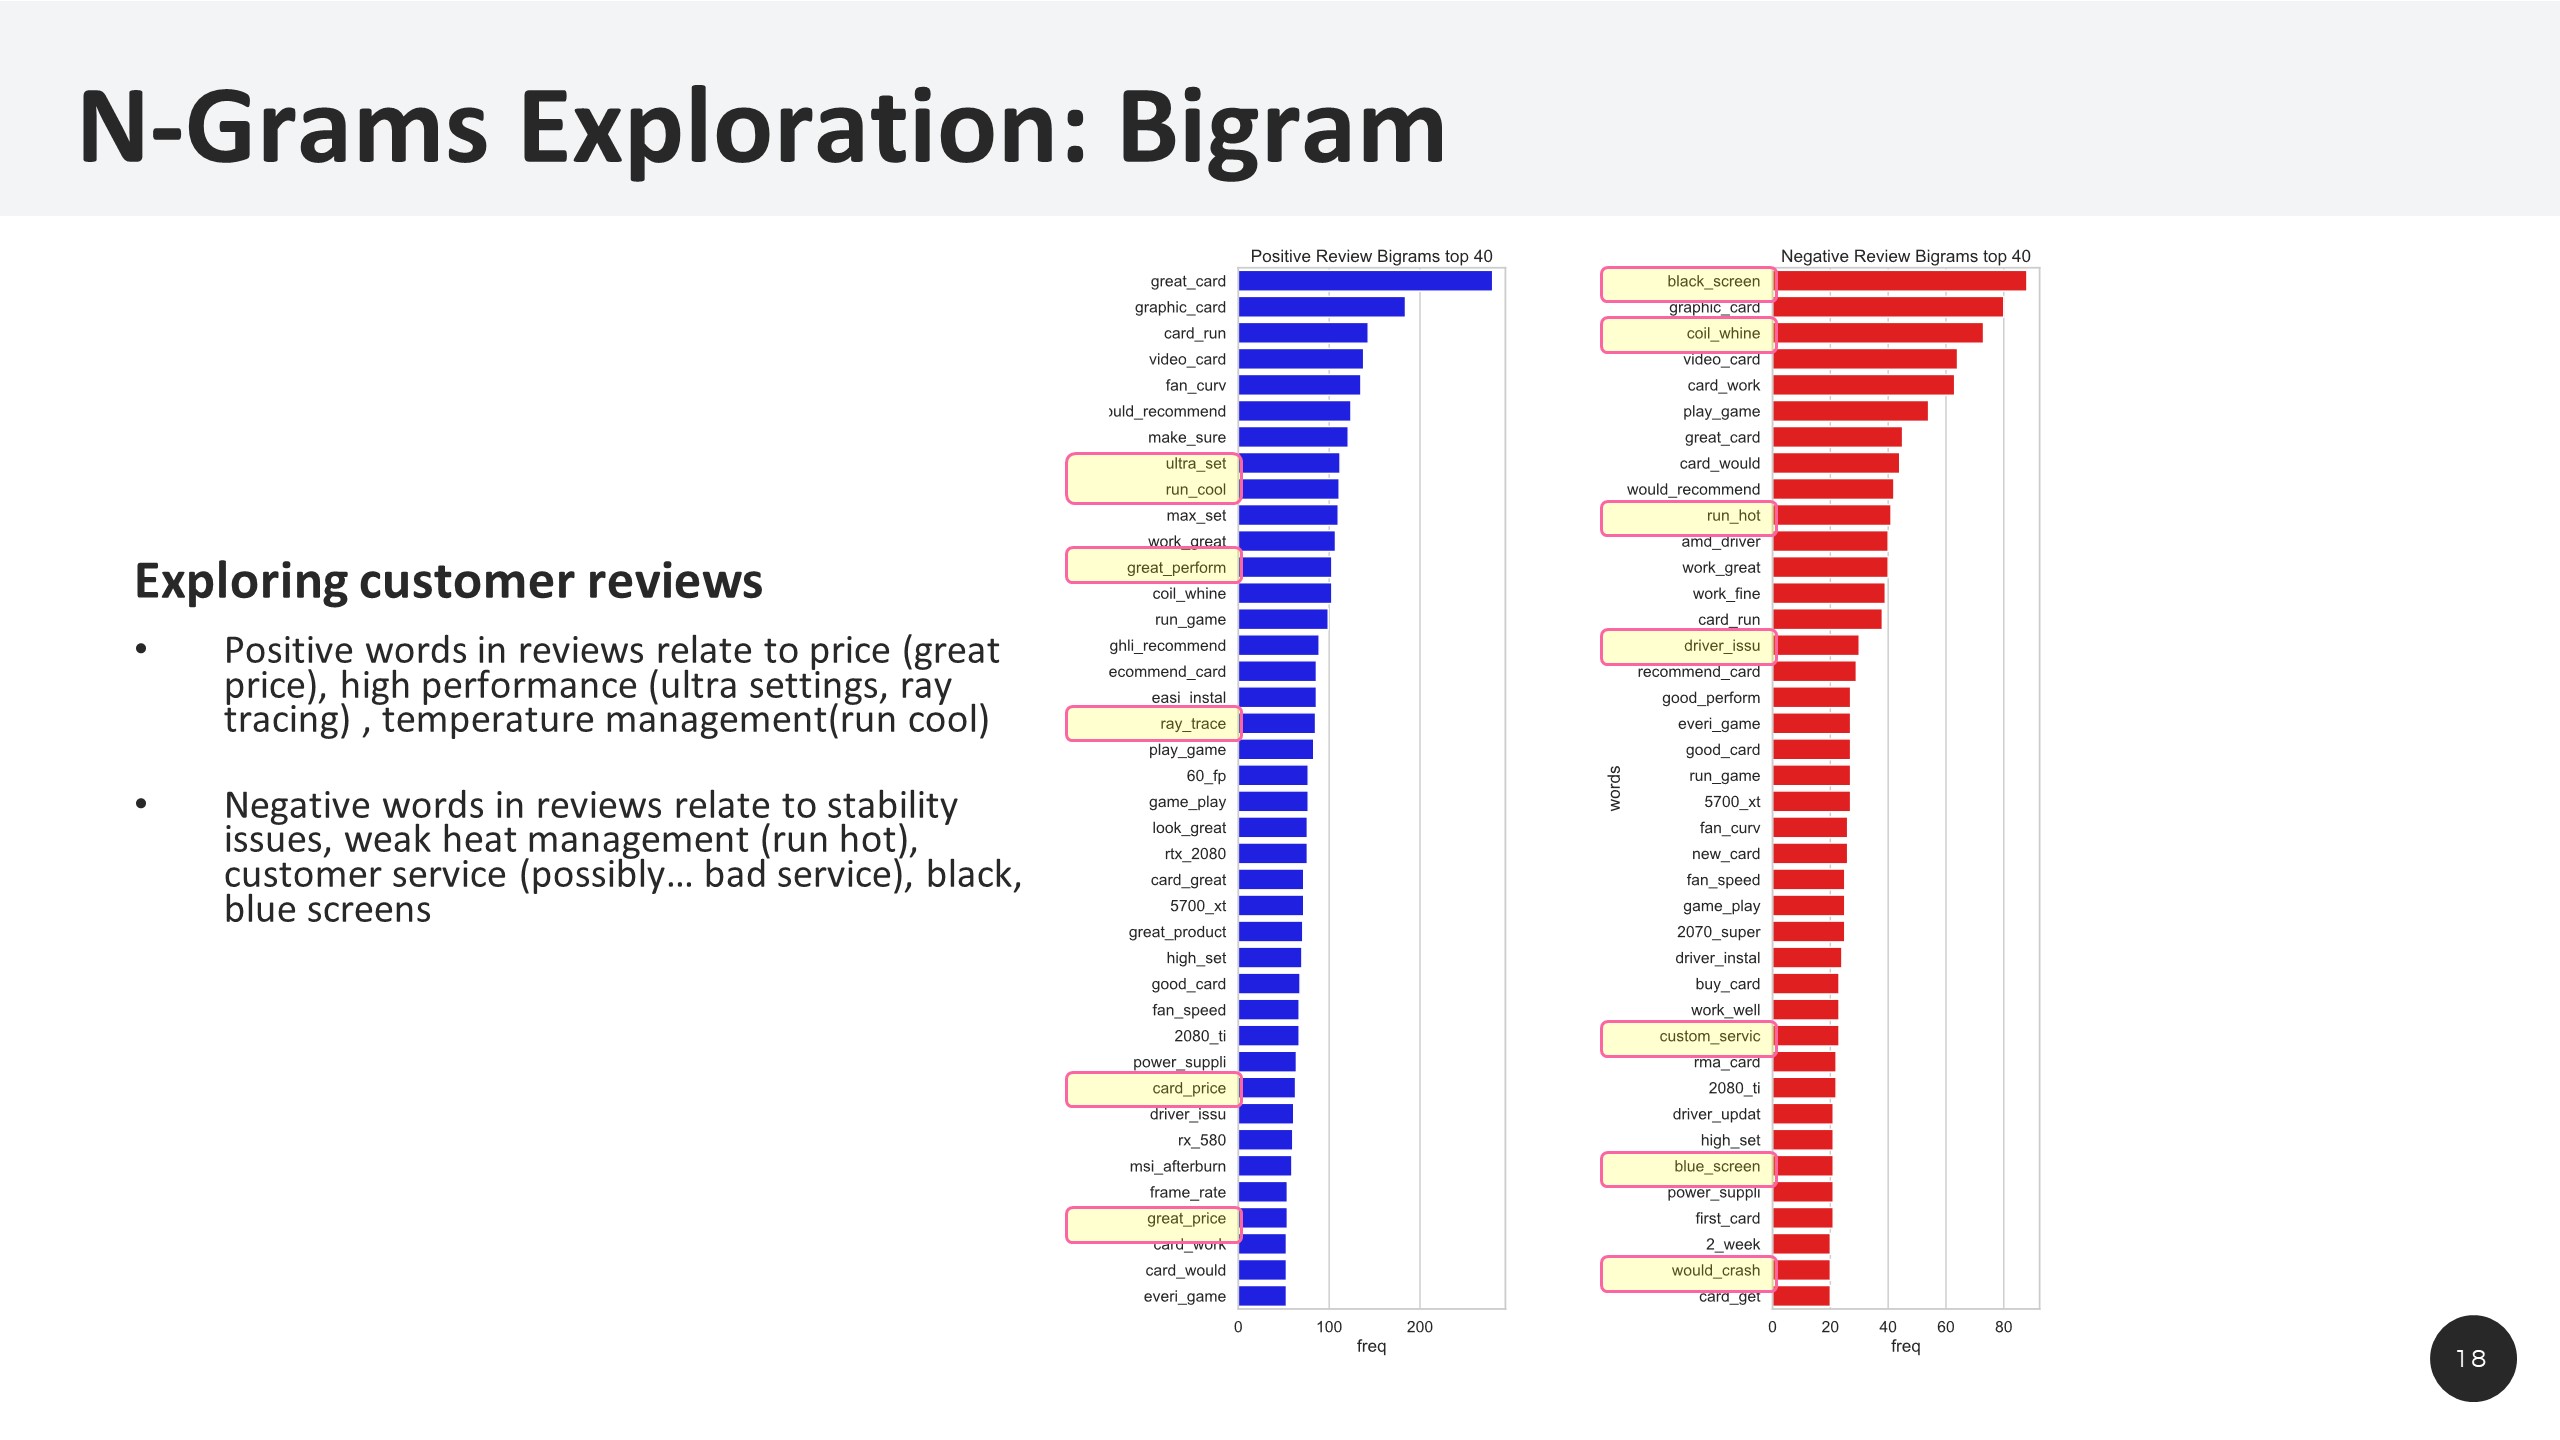 N-Grams Exploration: Bigram
Exploring customer reviews
• Positive words in reviews relate to price (great
price), high performance (ultra settings, ray
tracing) , temperature management(run cool)
• Negative words in reviews relate to stability
issues, weak heat management (run hot),
customer service (possibly... bad service), black,
blue screens
Positive Review Bigrams top 40
great_card
graphic_card
card_run
video_card
fan_curv
ould_recommend
make_sure
ultra_set
run_cool
max_set
work_great
great_perform
coil_whine
run_game
ghli_recommend
ecommend_card
easi_instal
ray_trace
play_game
60_fp
game_play
look_great
rtx_2080
card_great
5700_xt
great_product
high_set
good_card
fan_speed
2080_ti
power_suppli
card_price
driver_issu
rx_580
msi_afterburn
frame_rate
great_price
card_work
card_would
everi_game
0 100 200
freq
Negative Review Bigrams top 40
words
black_screen
graphic_card
coil_whine
video_card
card_work
play_game
great_card
card_would
would_recommend
run_hot
amd_driver
work_great
work_fine
card_run
driver_issu
recommend_card
good_perform
everi_game
good_card
run_game
5700_xt
fan_curv
new_card
fan_speed
game_play
2070_super
driver_instal
buy_card
work_well
custom_servic
rma_card
2080_ti
driver_updat
high_set
blue_screen
power_suppli
first_card
2_week
would_crash
card_get
0 20 40 60 80
freq
18